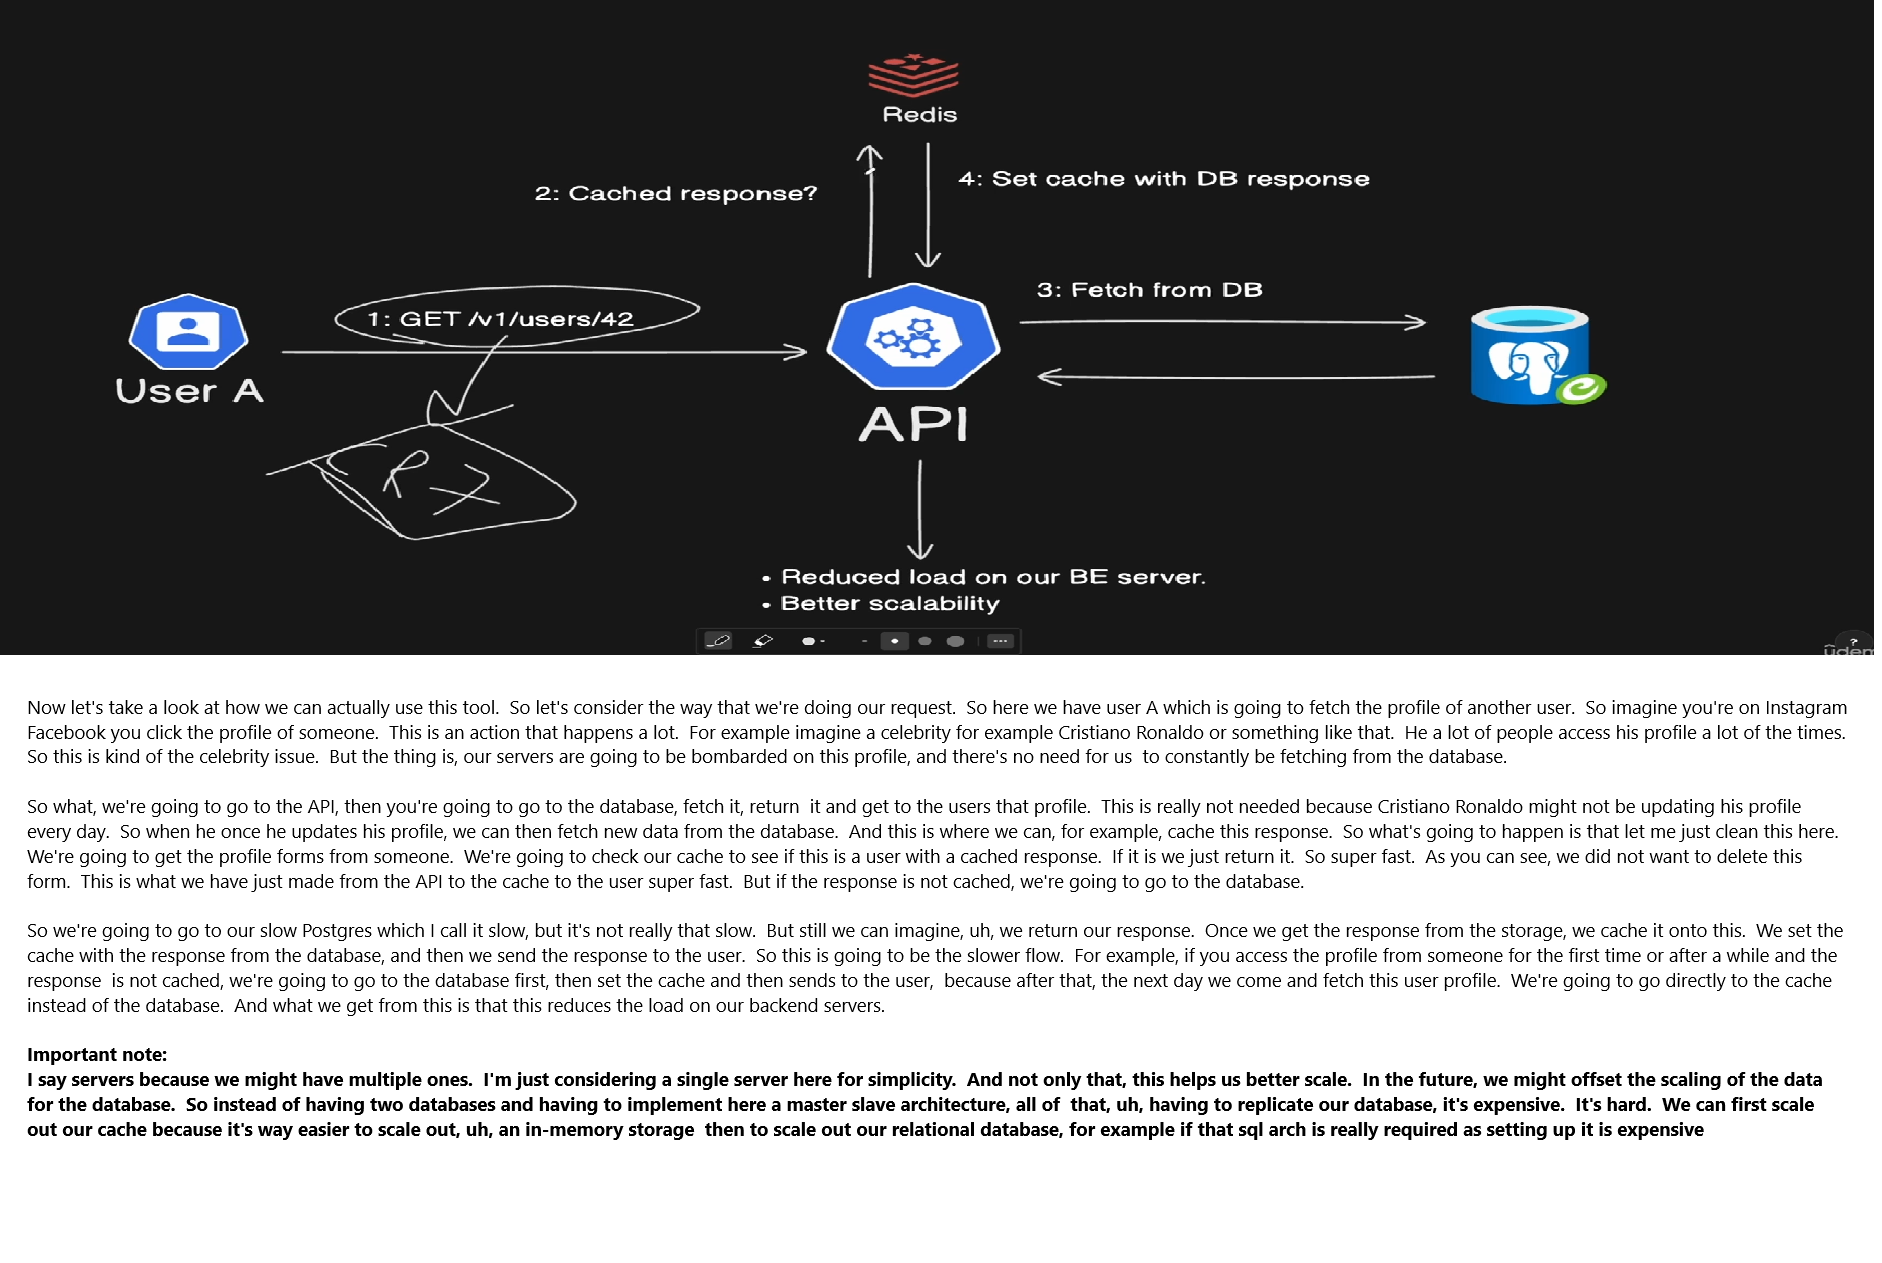 Redis
2: Cached response?
4: Set cache with DB response
1: GET /v1/users/42
3: Fetch from DB
User A
API
CR7
• Reduced load on our BE server.
• Better scalability
?
Now let's take a look at how we can actually use this tool.  So let's consider the way that we're doing our request.  So here we have user A which is going to fetch the profile of another user.  So imagine you're on Instagram
Facebook you click the profile of someone.  This is an action that happens a lot.  For example imagine a celebrity for example Cristiano Ronaldo or something like that.  He a lot of people access his profile a lot of the times.
So this is kind of the celebrity issue.  But the thing is, our servers are going to be bombarded on this profile, and there's no need for us  to constantly be fetching from the database.
So what, we're going to go to the API, then you're going to go to the database, fetch it, return  it and get to the users that profile.  This is really not needed because Cristiano Ronaldo might not be updating his profile
every day.  So when he once he updates his profile, we can then fetch new data from the database.  And this is where we can, for example, cache this response.  So what's going to happen is that let me just clean this here.
We're going to get the profile forms from someone.  We're going to check our cache to see if this is a user with a cached response.  If it is we just return it.  So super fast.  As you can see, we did not want to delete this
form.  This is what we have just made from the API to the cache to the user super fast.  But if the response is not cached, we're going to go to the database.
So we're going to go to our slow Postgres which I call it slow, but it's not really that slow.  But still we can imagine, uh, we return our response.  Once we get the response from the storage, we cache it onto this.  We set the
cache with the response from the database, and then we send the response to the user.  So this is going to be the slower flow.  For example, if you access the profile from someone for the first time or after a while and the
response  is not cached, we're going to go to the database first, then set the cache and then sends to the user,  because after that, the next day we come and fetch this user profile.  We're going to go directly to the cache
instead of the database.  And what we get from this is that this reduces the load on our backend servers.
Important note:
I say servers because we might have multiple ones.  I'm just considering a single server here for simplicity.  And not only that, this helps us better scale.  In the future, we might offset the scaling of the data
for the database.  So instead of having two databases and having to implement here a master slave architecture, all of  that, uh, having to replicate our database, it's expensive.  It's hard.  We can first scale
out our cache because it's way easier to scale out, uh, an in-memory storage  then to scale out our relational database, for example if that sql arch is really required as setting up it is expensive